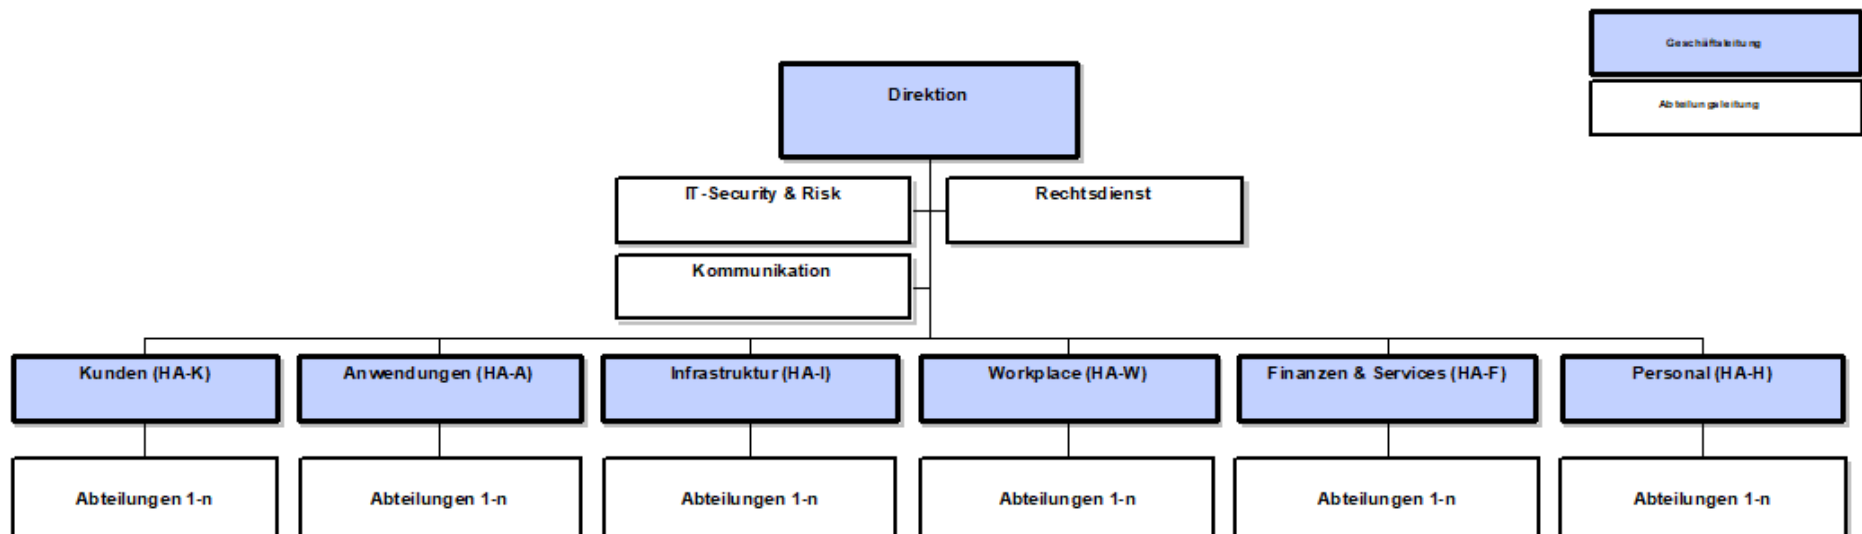 Geschäftsleitung
Abteilungsleitung
Direktion
IT-Security & Risk
Rechtsdienst
Kommunikation
Kunden (HA-K)
Anwendungen (HA-A)
Infrastruktur (HA-I)
Workplace (HA-W)
Finanzen & Services (HA-F)
Personal (HA-H)
Abteilungen 1-n
Abteilungen 1-n
Abteilungen 1-n
Abteilungen 1-n
Abteilungen 1-n
Abteilungen 1-n